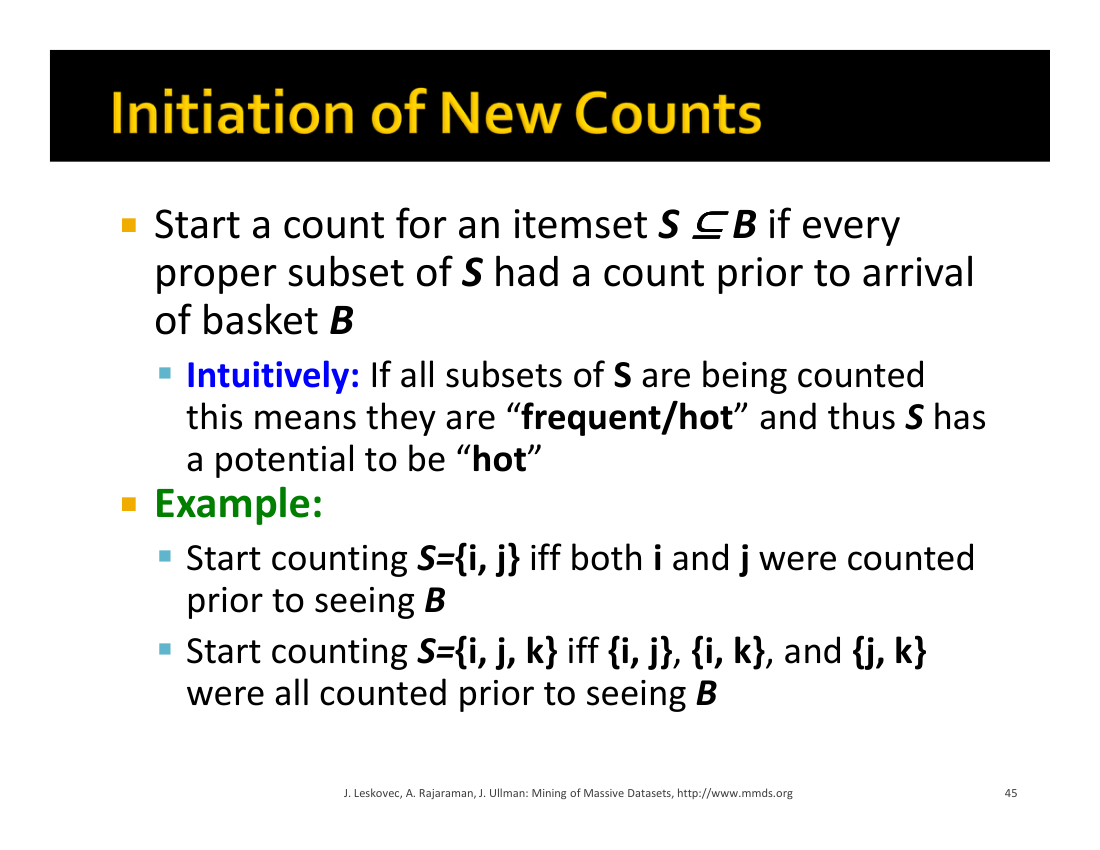 Initiation of New Counts
Start a count for an itemset S ⊆ B if every
proper subset of S had a count prior to arrival
of basket B
Intuitively: If all subsets of S are being counted
this means they are “frequent/hot” and thus S has
a potential to be “hot”
Example:
Start counting S={i, j} iff both i and j were counted
prior to seeing B
Start counting S={i, j, k} iff {i, j}, {i, k}, and {j, k}
were all counted prior to seeing B
J. Leskovec, A. Rajaraman, J. Ullman: Mining of Massive Datasets, http://www.mmds.org 45